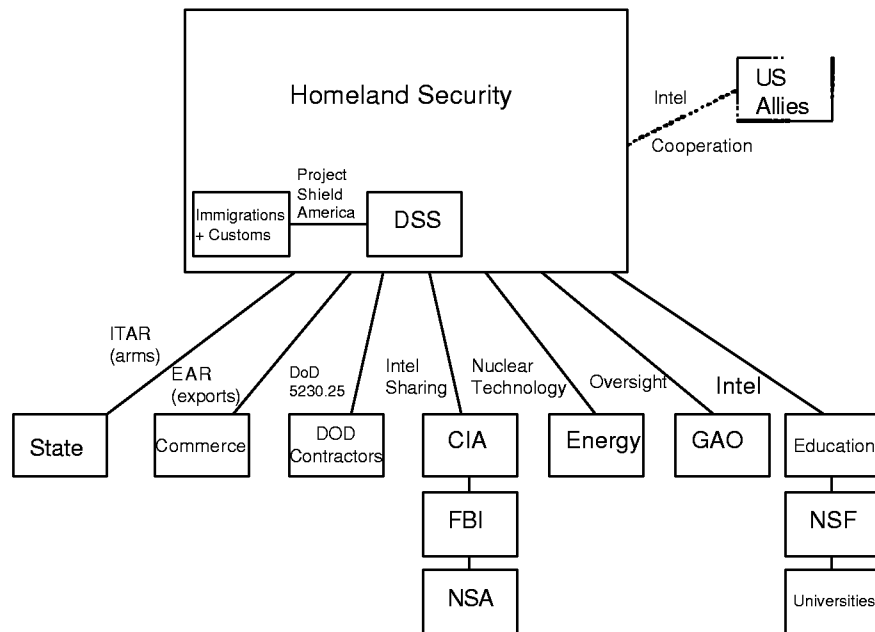 Homeland Security
US
Allies
Intel
Cooperation
Project
Shield
America
Immigrations
+ Customs
DSS
ITAR
(arms)
EAR
(exports)
DoD
5230.25
Intel
Sharing
Nuclear
Technology
Oversight
Intel
State
Commerce
DOD
Contractors
CIA
Energy
GAO
Education
FBI
NSF
NSA
Universities